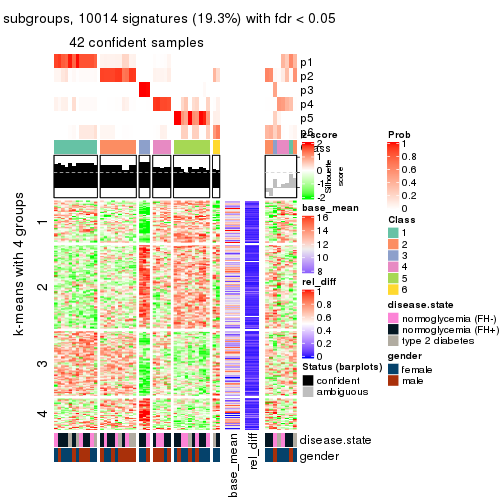 subgroups, 10014 signatures (19.3%) with fdr < 0.05
42 confident samples
p1
p2
p3
p4
p5
p6
z-score
2
1
0
-1
-2
Class
Silhouette
score
base_mean
16
14
12
10
8
rel_diff
1
0.8
0.6
0.4
0.2
0
Status (barplots)
confident
ambiguous
Prob
1
0.8
0.6
0.4
0.2
0
Class
1
2
3
4
5
6
disease.state
normoglycemia (FH-)
normoglycemia (FH+)
type 2 diabetes
gender
female
male
k-means with 4 groups
1
2
3
4
disease.state
gender
base_mean
rel_diff